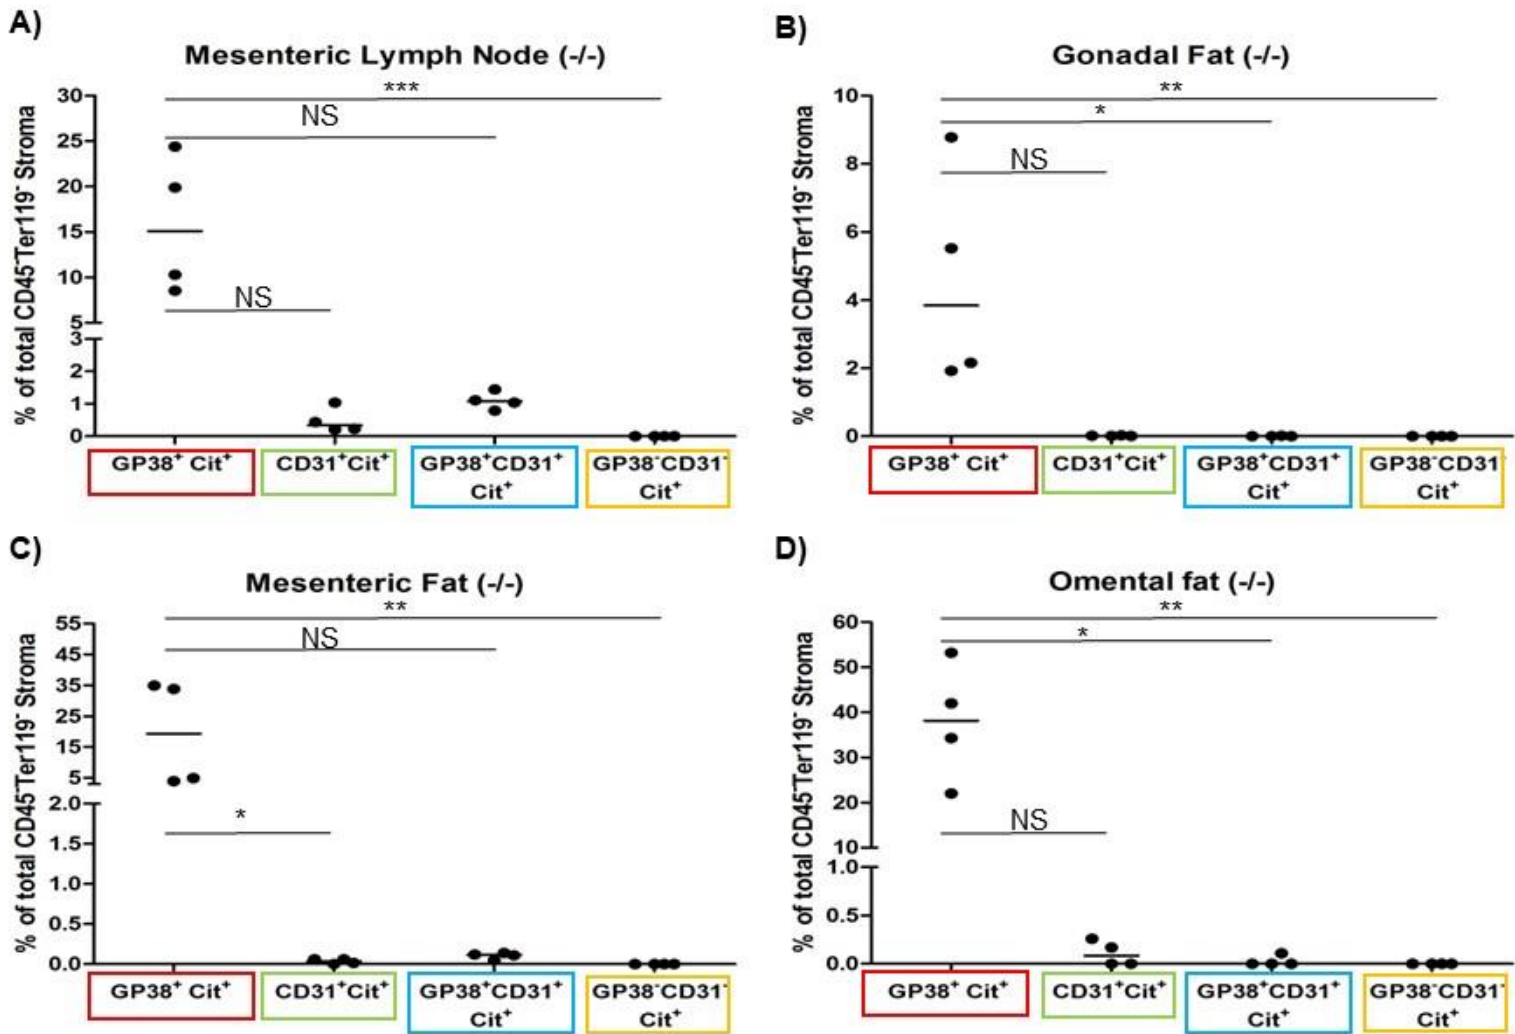 A)
Mesenteric Lymph Node (-/-)
% of total CD45⁻Ter119⁻ Stroma
30
25
20
15
10
5
3
2
1
0
***
NS
NS
GP38⁺ Cit⁺
CD31⁺Cit⁺
GP38⁺CD31⁺
Cit⁺
GP38⁻CD31⁻
Cit⁺
B)
Gonadal Fat (-/-)
% of total CD45⁻Ter119⁻ Stroma
10
8
6
4
2
0
**
*
NS
GP38⁺ Cit⁺
CD31⁺Cit⁺
GP38⁺CD31⁺
Cit⁺
GP38⁻CD31⁻
Cit⁺
C)
Mesenteric Fat (-/-)
% of total CD45⁻Ter119⁻ Stroma
55
45
35
25
15
5
2.0
1.5
1.0
0.5
0.0
**
NS
*
GP38⁺ Cit⁺
CD31⁺Cit⁺
GP38⁺CD31⁺
Cit⁺
GP38⁻CD31⁻
Cit⁺
D)
Omental fat (-/-)
% of total CD45⁻Ter119⁻ Stroma
60
50
40
30
20
10
1.0
0.5
0.0
**
*
NS
GP38⁺ Cit⁺
CD31⁺Cit⁺
GP38⁺CD31⁺
Cit⁺
GP38⁻CD31⁻
Cit⁺